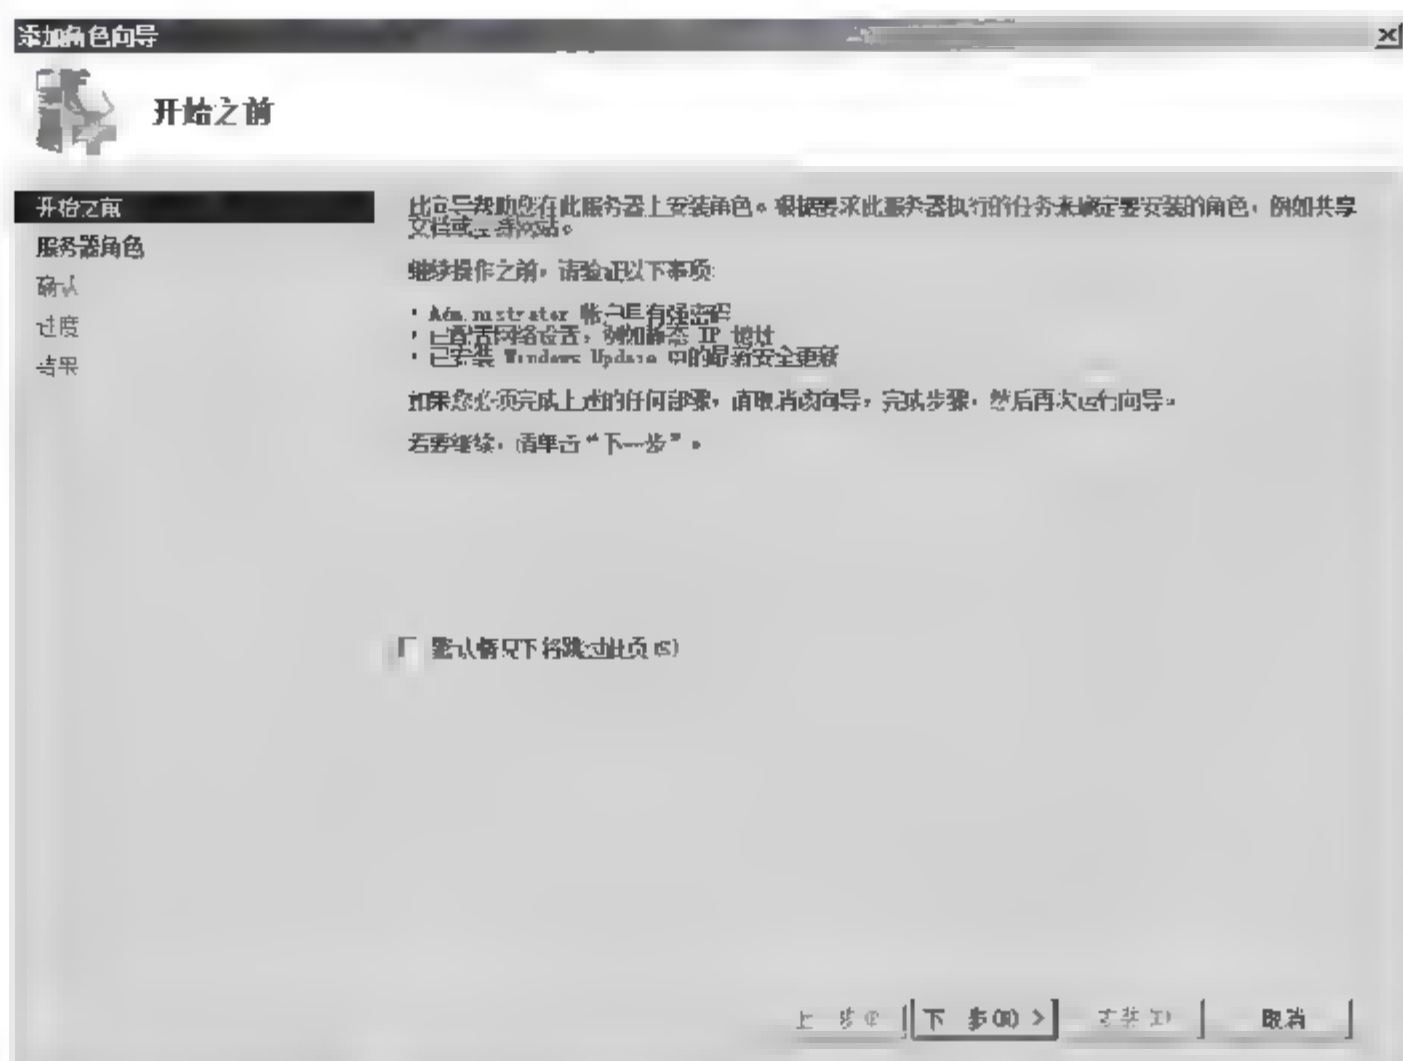 添加角色向导
开始之前
开始之前
服务器角色
确认
过度
结果
此向导帮助您在此服务器上安装角色。根据要求此服务器执行的任务来确定要安装的角色，例如共享
文档或主持网站。
继续操作之前，请验证以下事项:
· Administrator 帐户具有强密码
· 已配置网络设置，例如静态 IP 地址
· 已安装 Windows Update 中的最新安全更新
如果您必须完成上述的任何步骤，请取消该向导，完成步骤，然后再次运行向导。
若要继续，请单击“下一步”。
默认情况下将跳过此页(S)
上一步(P)
下一步(N) >
安装(I)
取消